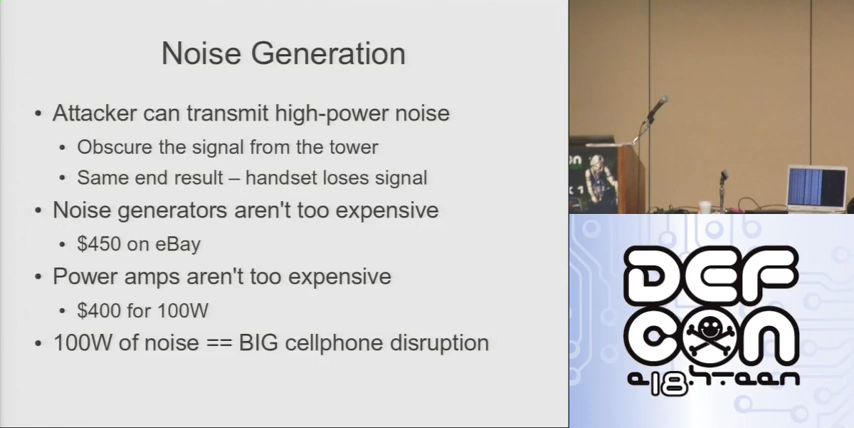 Noise Generation
• Attacker can transmit high-power noise
• Obscure the signal from the tower
• Same end result – handset loses signal
• Noise generators aren't too expensive
• $450 on eBay
• Power amps aren't too expensive
• $400 for 100W
• 100W of noise == BIG cellphone disruption
DEF
CON
e18hteen